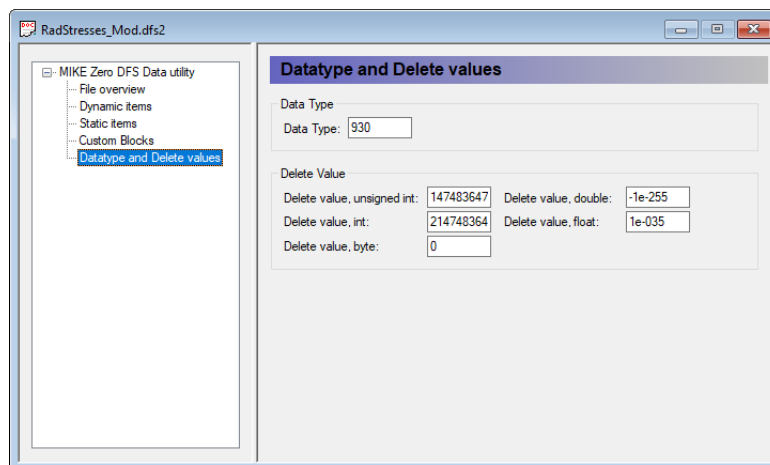 RadStresses_Mod.dfs2
MIKE Zero DFS Data utility
File overview
Dynamic items
Static items
Custom Blocks
Datatype and Delete values
Datatype and Delete values
Data Type
Data Type: 930
Delete Value
Delete value, unsigned int: 147483647 Delete value, double: -1e-255
Delete value, int: 214748364 Delete value, float: 1e-035
Delete value, byte: 0